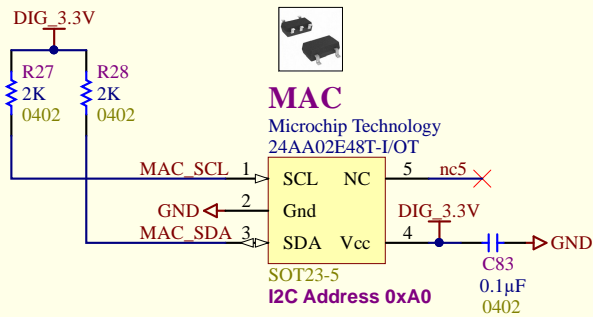 DIG_3.3V
R27
2K
0402
R28
2K
0402
MAC
Microchip Technology
24AA02E48T-I/OT
MAC_SCL 1 SCL NC 5 nc5
GND 2 Gnd DIG_3.3V
MAC_SDA 3 SDA Vcc 4 GND
C83
0.1µF
0402
SOT23-5
I2C Address 0xA0